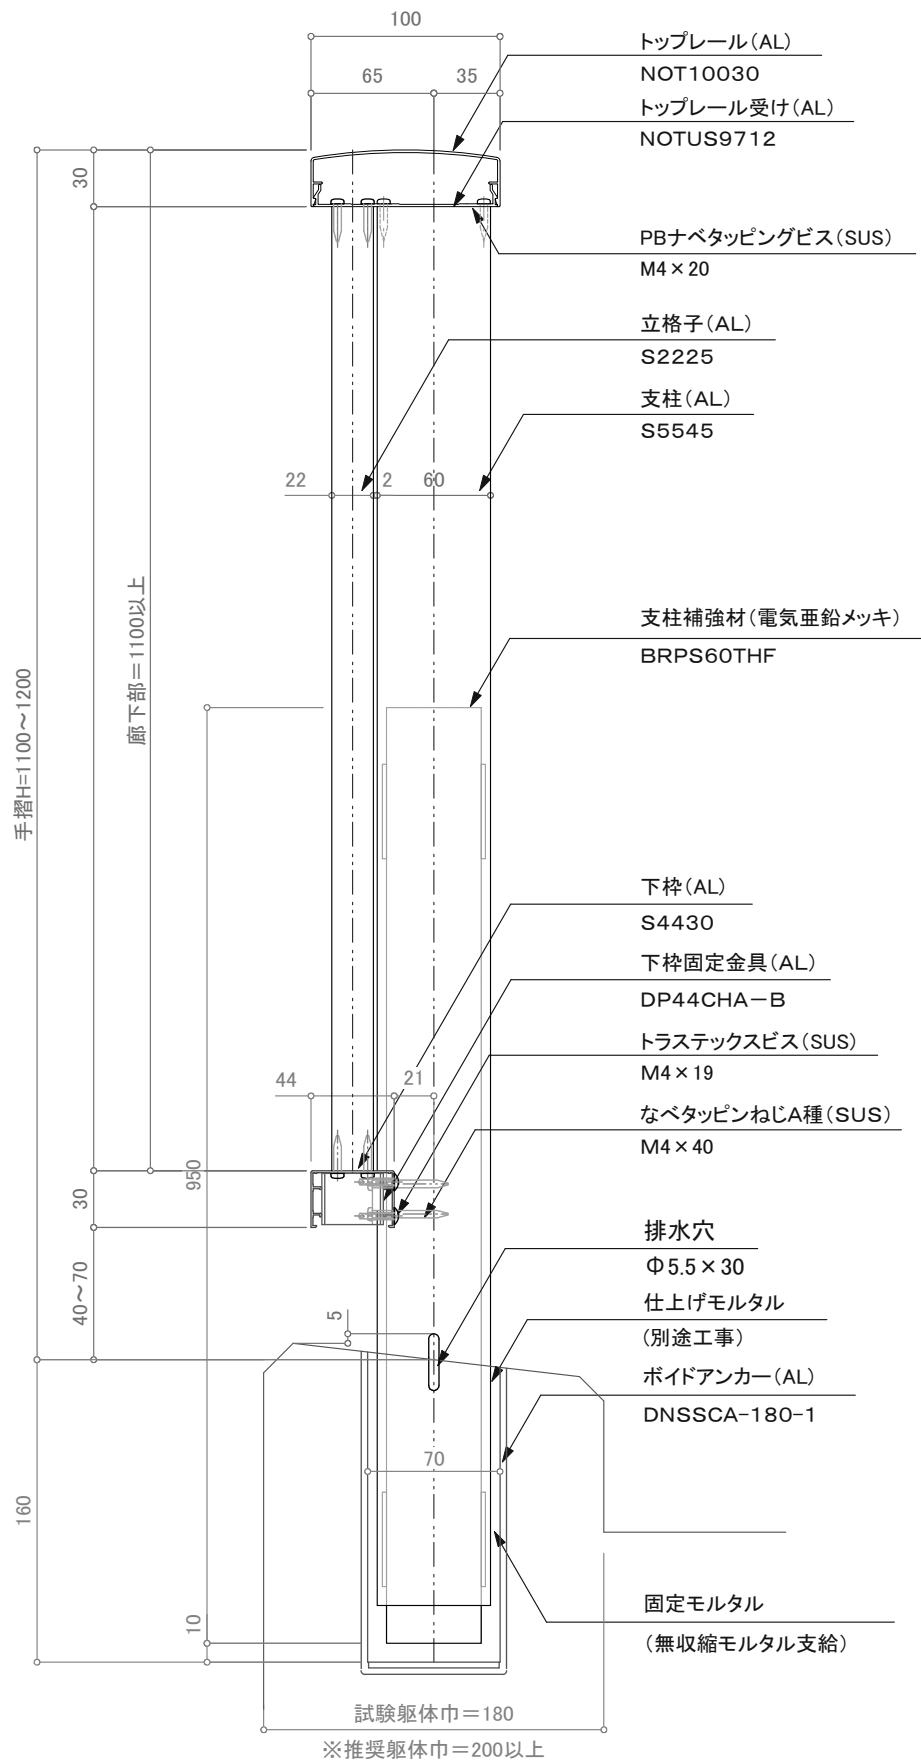 100
65
35
30
トップレール(AL)
NOT10030
トップレール受け(AL)
NOTUS9712
PBナベタッピングビス(SUS)
M4×20
立格子(AL)
S2225
支柱(AL)
S5545
22
2
60
廊下部=1100以上
手摺H=1100～1200
支柱補強材(電気亜鉛メッキ)
BRPS60THF
下枠(AL)
S4430
下枠固定金具(AL)
DP44CHA-B
トラステックスビス(SUS)
M4×19
なベタッピンねじA種(SUS)
M4×40
44
21
950
30
40～70
5
排水穴
Φ5.5×30
仕上げモルタル
(別途工事)
ボイドアンカー(AL)
DNSSCA-180-1
70
160
10
固定モルタル
(無収縮モルタル支給)
試験躯体巾=180
※推奨躯体巾=200以上